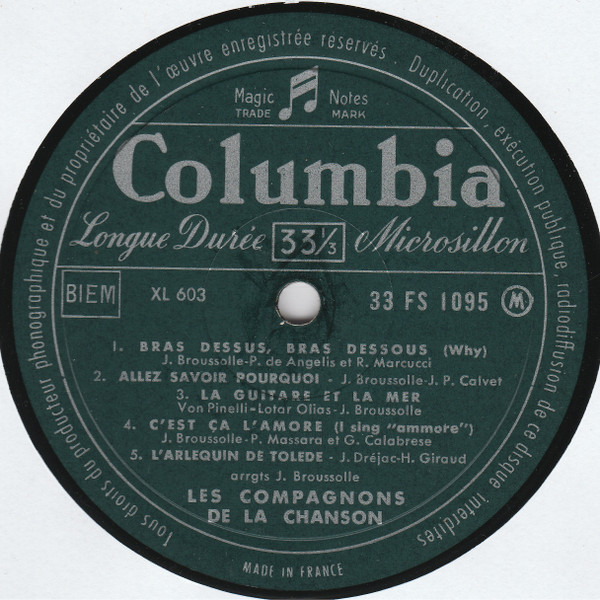 Tous droits du producteur phonographique et du propriétaire de l'œuvre enregistrée réservés · Duplication, exécution publique, radiodiffusion de ce disque interdites
Magic Notes
TRADE MARK
Columbia
Longue Durée 33 1/3 Microsillon
BIEM XL 603 33 FS 1095 M
1. BRAS DESSUS, BRAS DESSOUS (Why)
J. Broussolle-P. de Angelis et R. Marcucci
2. ALLEZ SAVOIR POURQUOI - J. Broussolle-J. P. Calvet
3. LA GUITARE ET LA MER
Von Pinelli-Lotar Olias-J. Broussolle
4. C'EST ÇA L'AMORE (I sing "ammore")
J. Broussolle-P. Massara et G. Calabrese
5. L'ARLEQUIN DE TOLEDE - J. Dréjac-H. Giraud
arrgts J. Broussolle
LES COMPAGNONS
DE LA CHANSON
MADE IN FRANCE